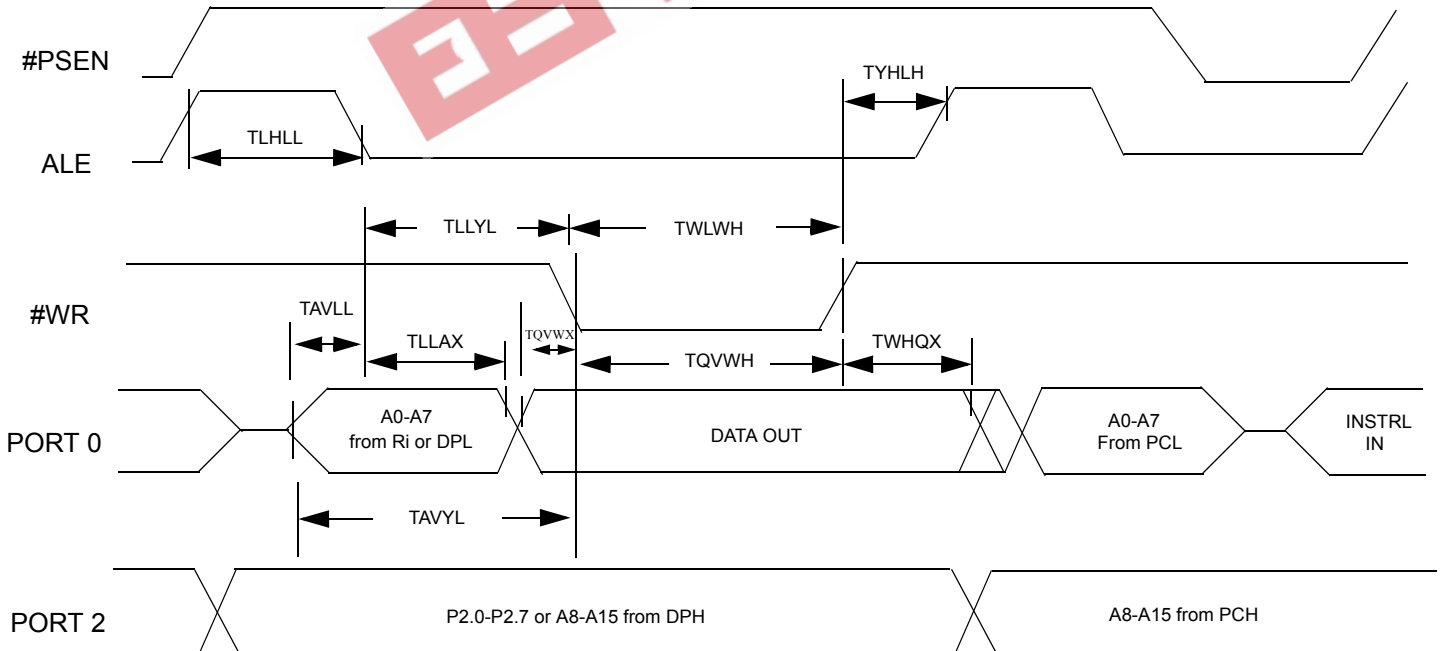 #PSEN
TYHLH
TLHLL
ALE
TLLYL
TWLWH
#WR
TAVLL
TQVWX
TLLAX
TQVWH
TWHQX
PORT 0
A0-A7
from Ri or DPL
DATA OUT
A0-A7
From PCL
INSTRL
IN
TAVYL
PORT 2
P2.0-P2.7 or A8-A15 from DPH
A8-A15 from PCH